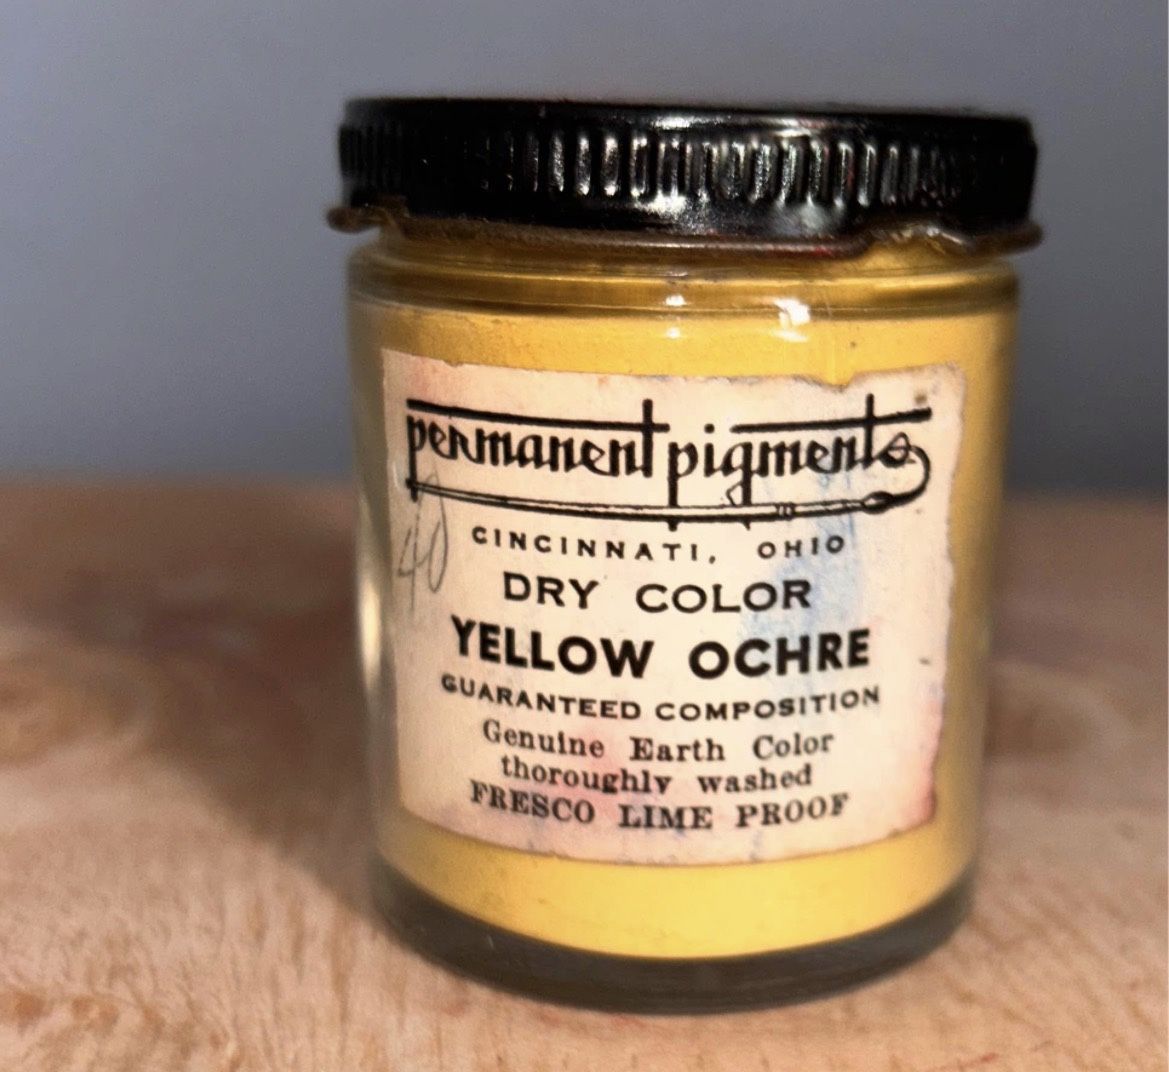 permanent pigments
40
CINCINNATI, OHIO
DRY COLOR
YELLOW OCHRE
GUARANTEED COMPOSITION
Genuine Earth Color
thoroughly washed
FRESCO LIME PROOF